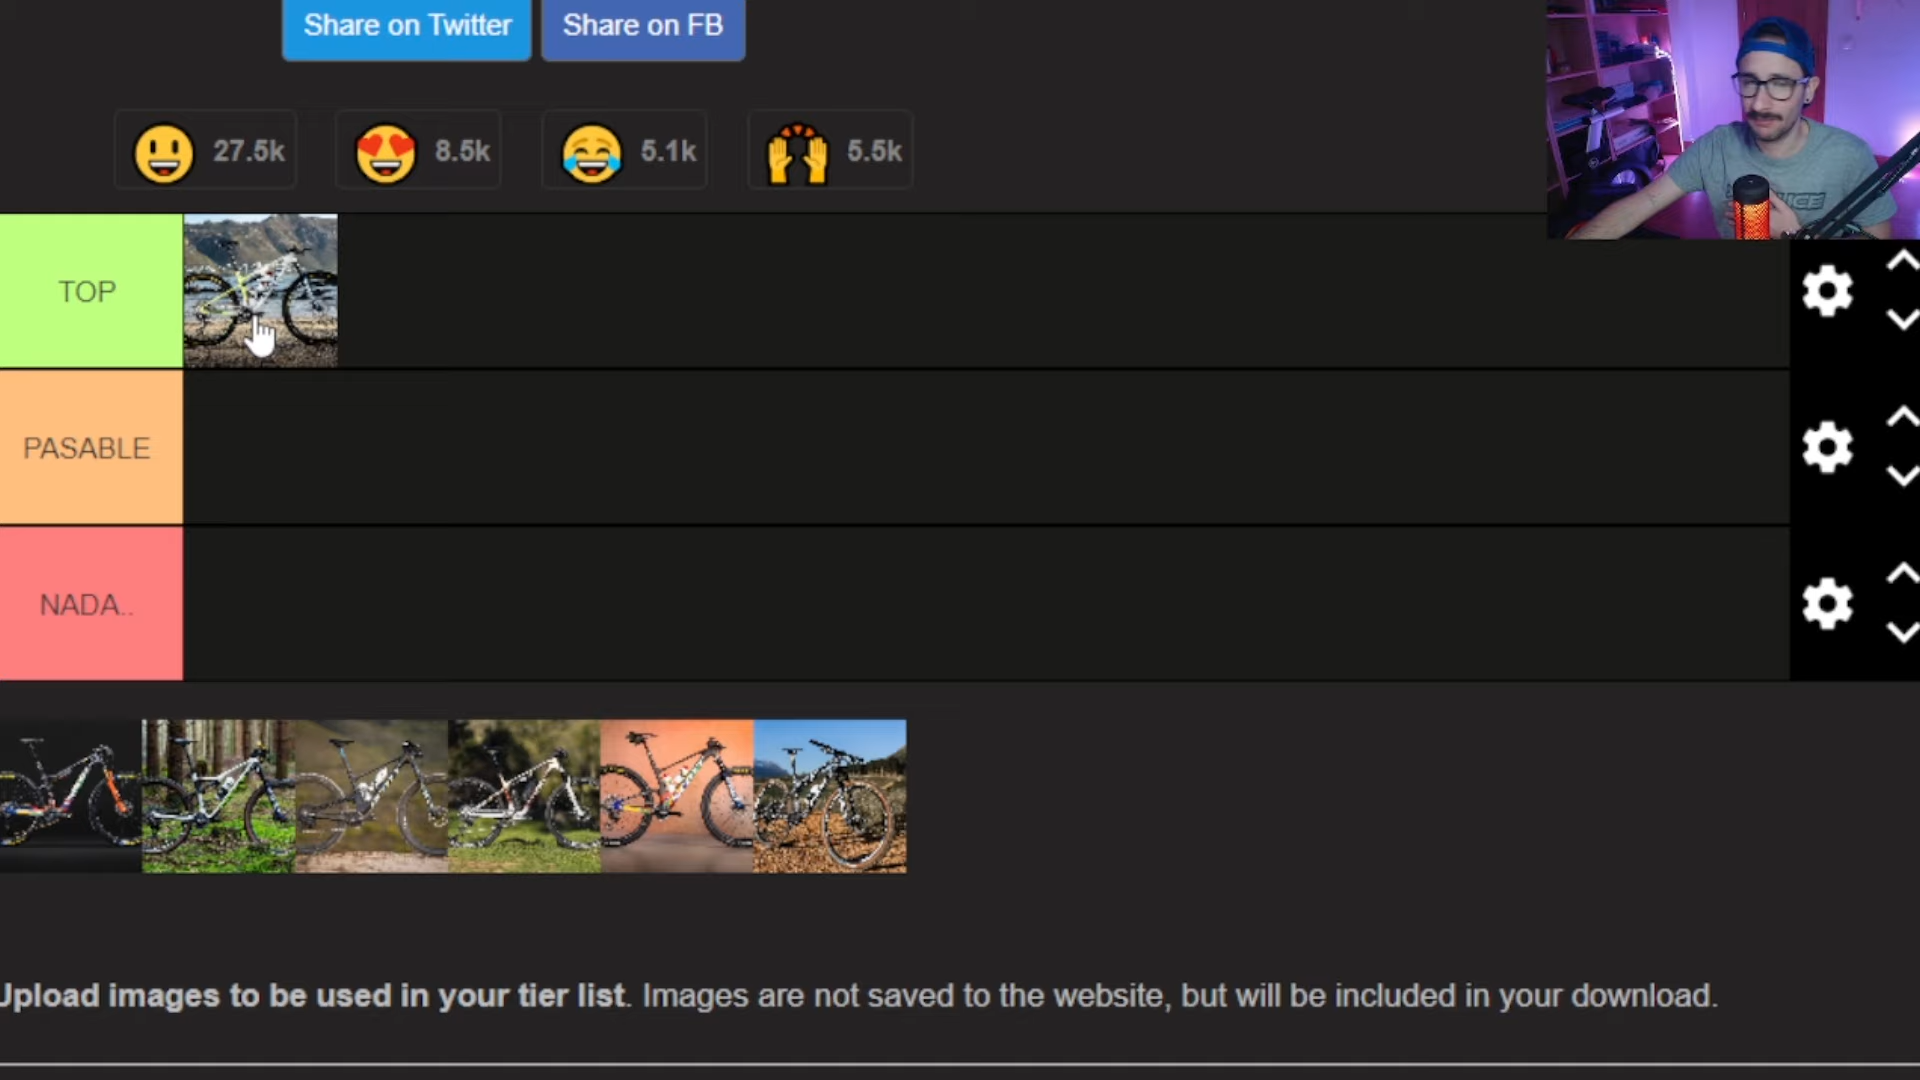 Share on Twitter
Share on FB
27.5k
8.5k
5.1k
5.5k
TOP
PASABLE
NADA..
Upload images to be used in your tier list. Images are not saved to the website, but will be included in your download.